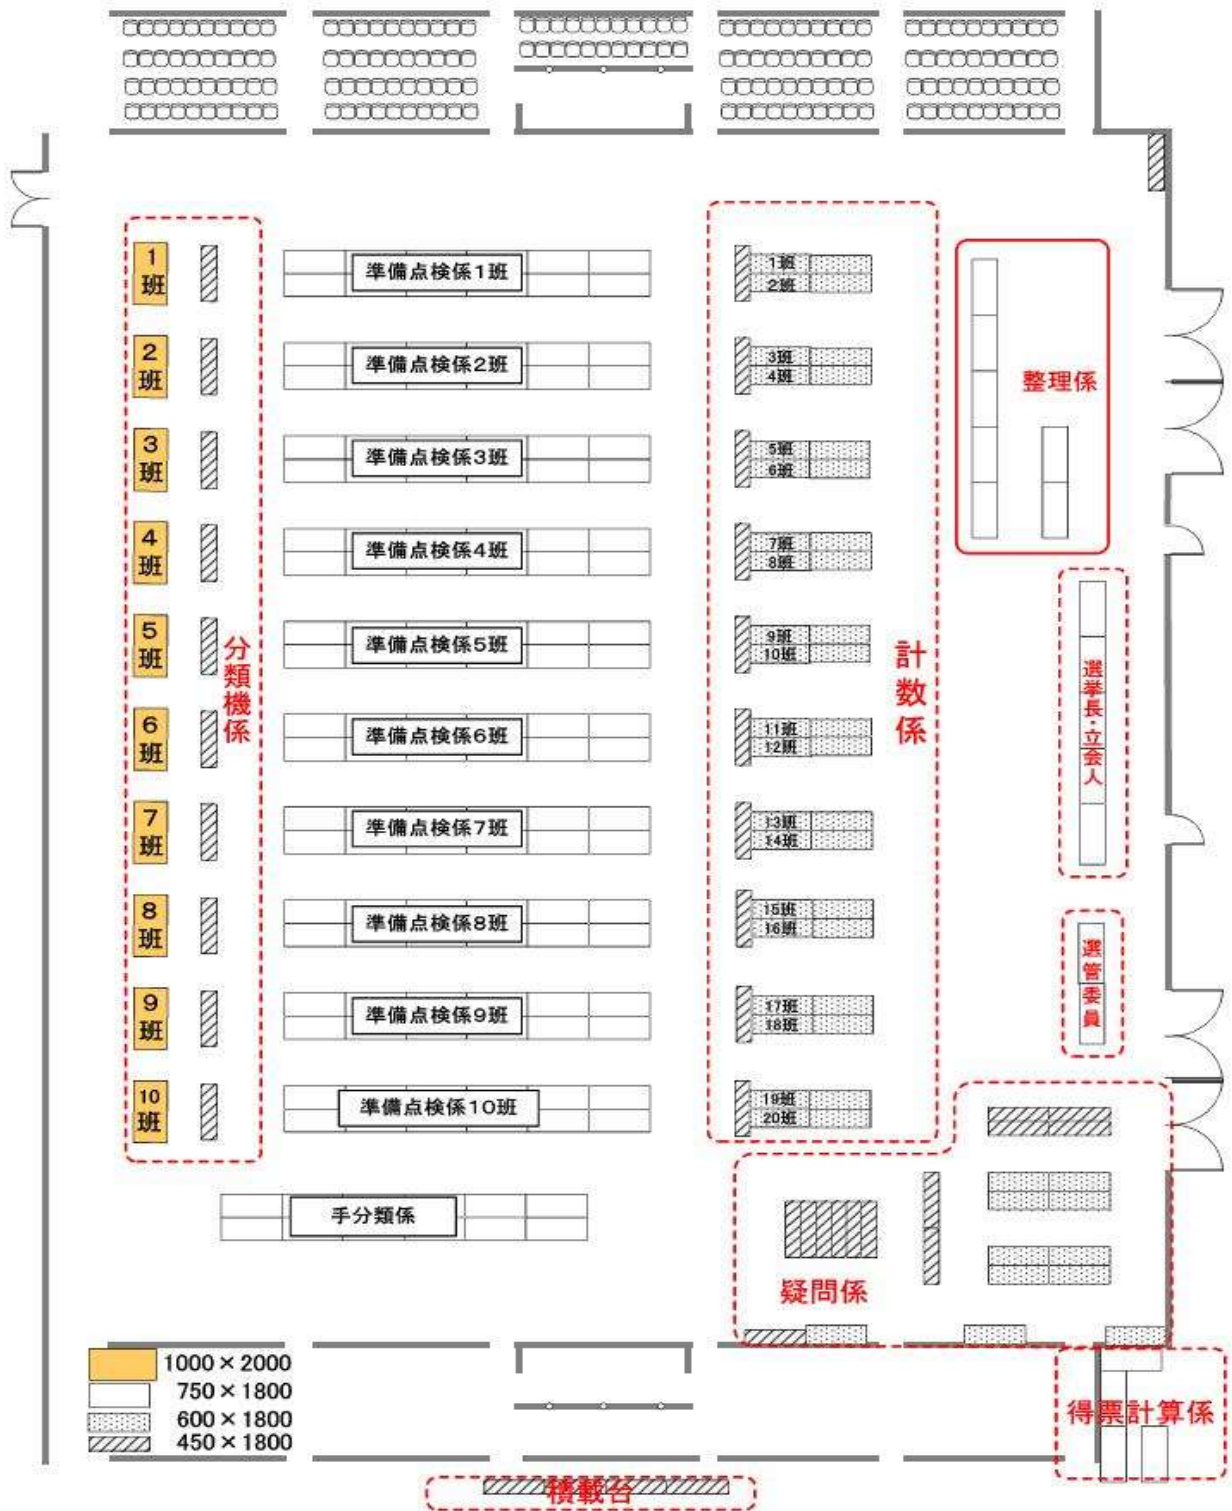 1班
準備点検係1班
1班
2班
2班
準備点検係2班
3班
4班
整理係
3班
準備点検係3班
5班
6班
4班
準備点検係4班
7班
8班
5班
準備点検係5班
9班
10班
分類機係
計数係
選挙長・立会人
6班
準備点検係6班
11班
12班
7班
準備点検係7班
13班
14班
8班
準備点検係8班
15班
16班
選管委員
9班
準備点検係9班
17班
18班
10班
準備点検係10班
19班
20班
手分類係
疑問係
1000×2000
750×1800
600×1800
450×1800
得票計算係
積載台